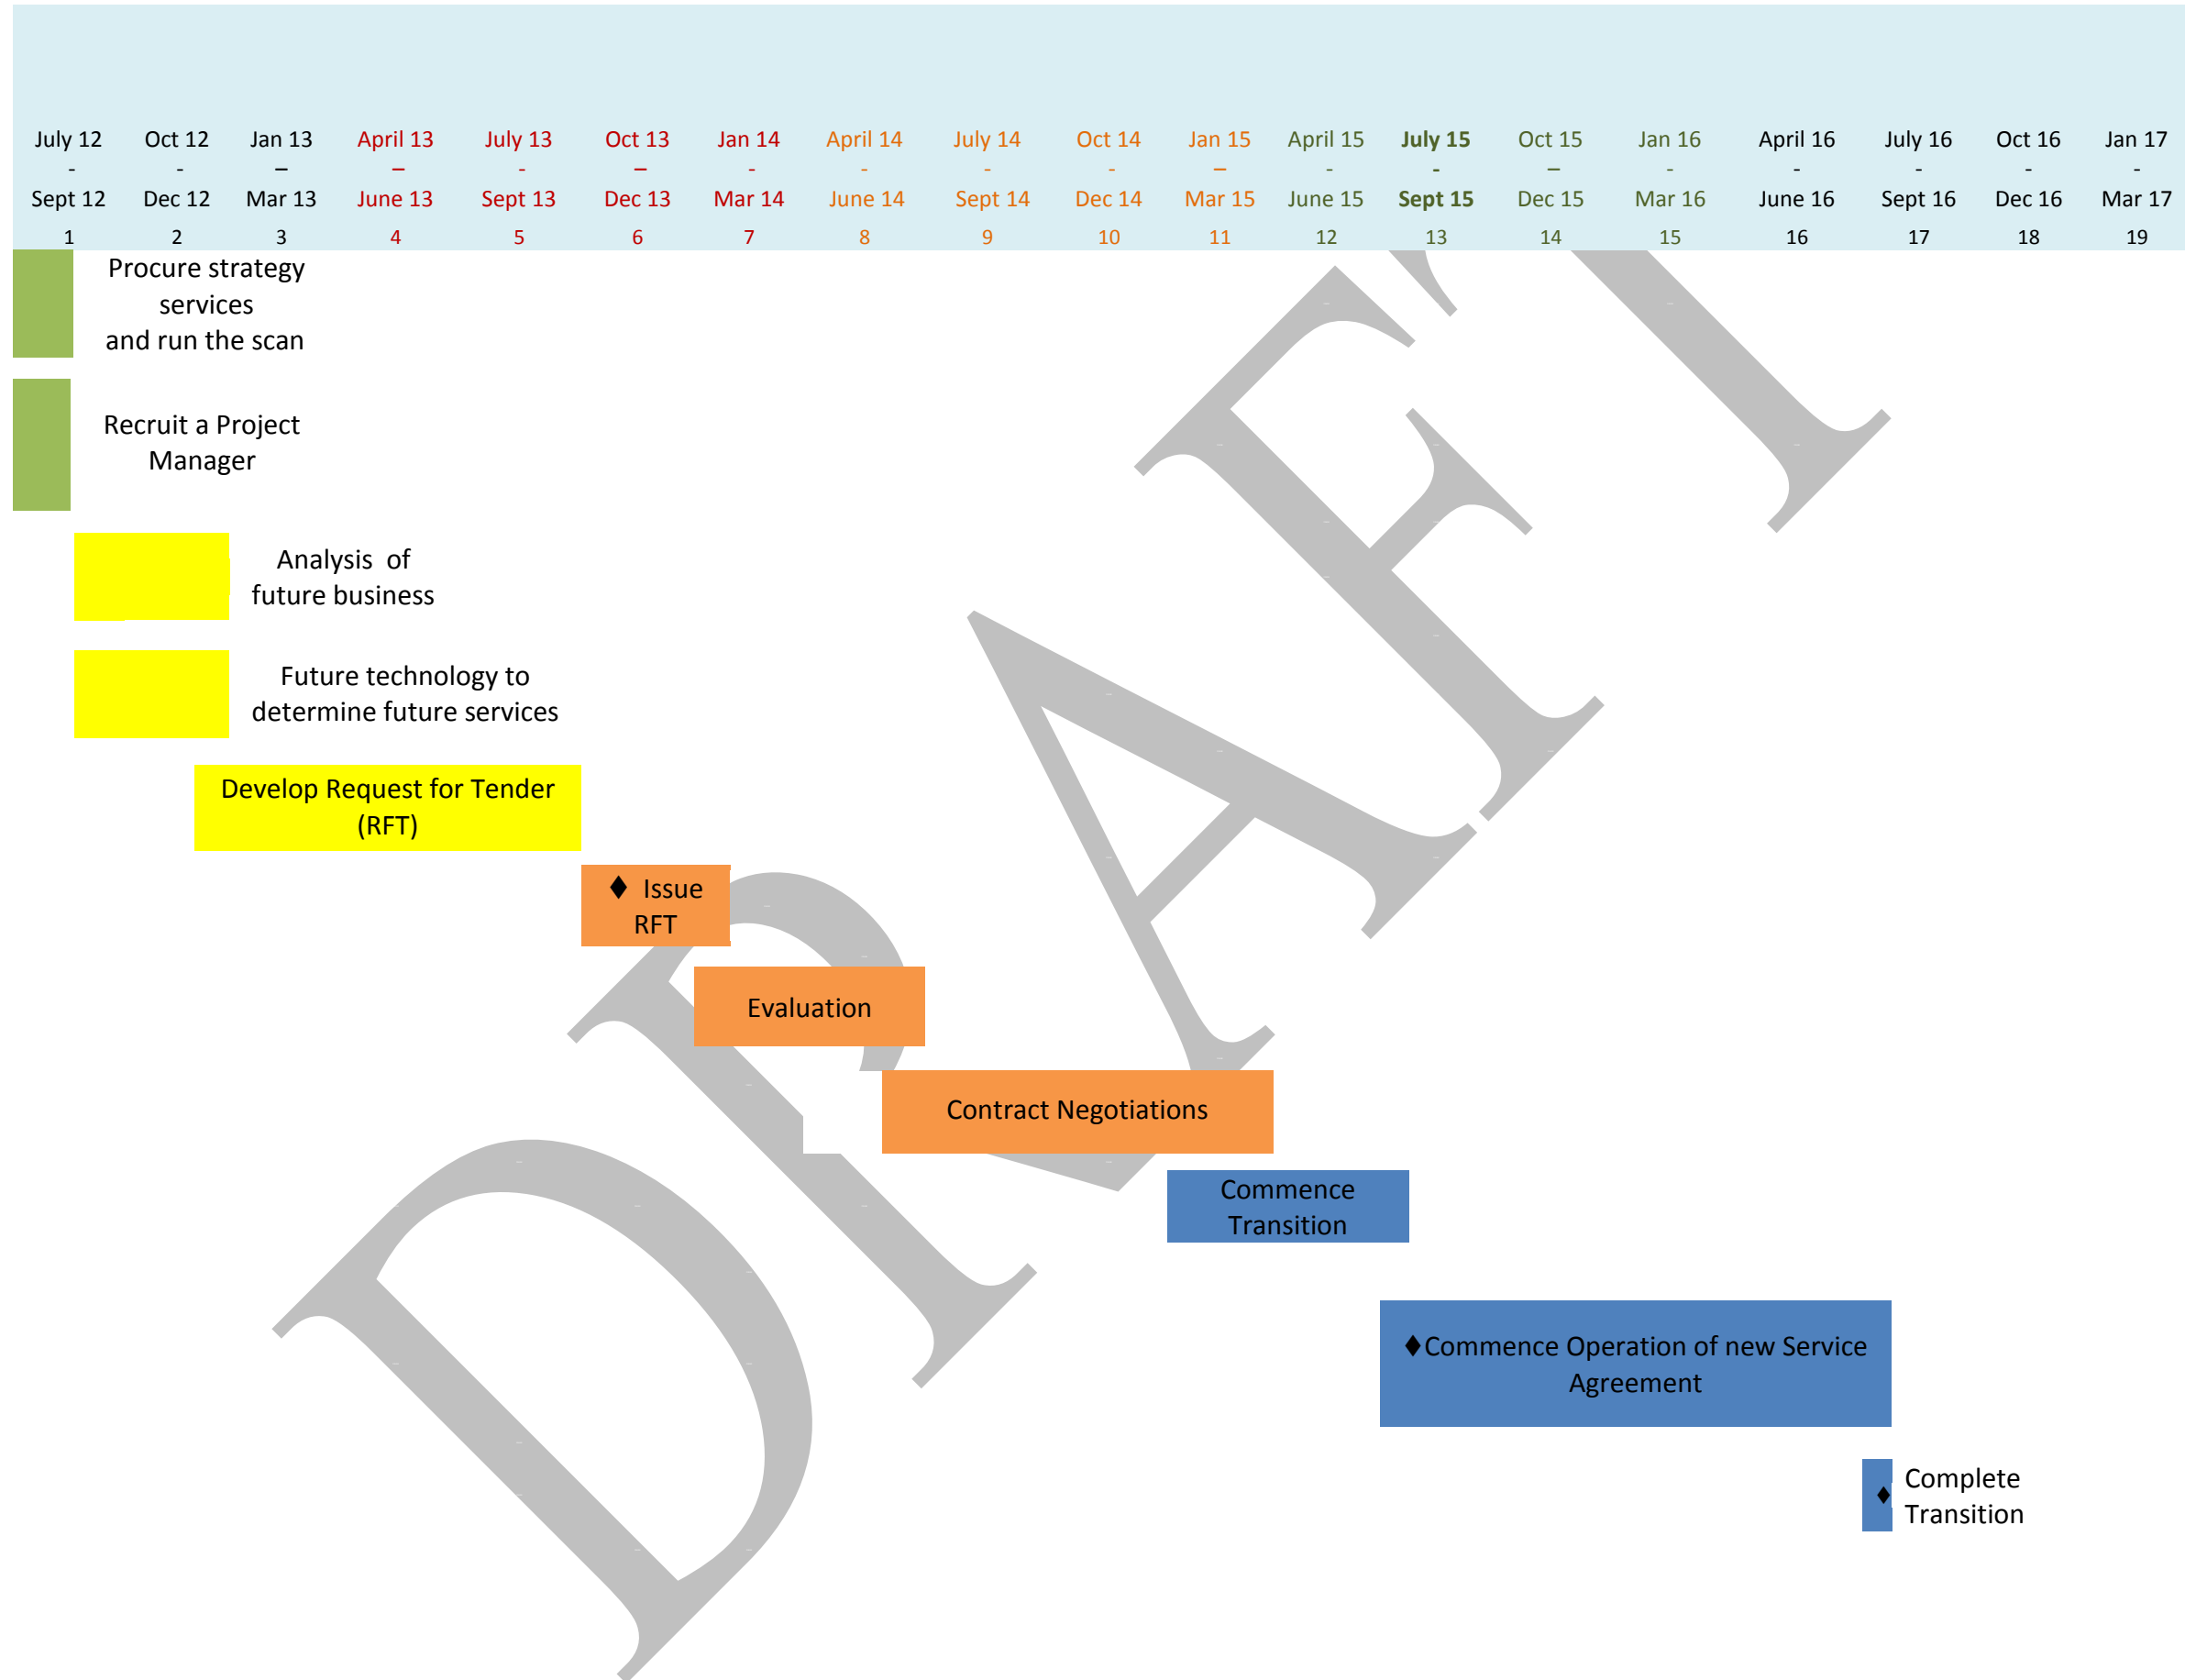 July 12 Oct 12 Jan 13 April 13 July 13 Oct 13 Jan 14 April 14 July 14 Oct 14 Jan 15 April 15 July 15 Oct 15 Jan 16 April 16 July 16 Oct 16 Jan 17
- - – – - – - - - - – - - – - - - - -
Sept 12 Dec 12 Mar 13 June 13 Sept 13 Dec 13 Mar 14 June 14 Sept 14 Dec 14 Mar 15 June 15 Sept 15 Dec 15 Mar 16 June 16 Sept 16 Dec 16 Mar 17
1 2 3 4 5 6 7 8 9 10 11 12 13 14 15 16 17 18 19
Procure strategy
services
and run the scan
Recruit a Project
Manager
Analysis of
future business
Future technology to
determine future services
Develop Request for Tender
(RFT)
♦ Issue
RFT
Evaluation
Contract Negotiations
Commence
Transition
♦Commence Operation of new Service
Agreement
♦ Complete
Transition
DRAFT